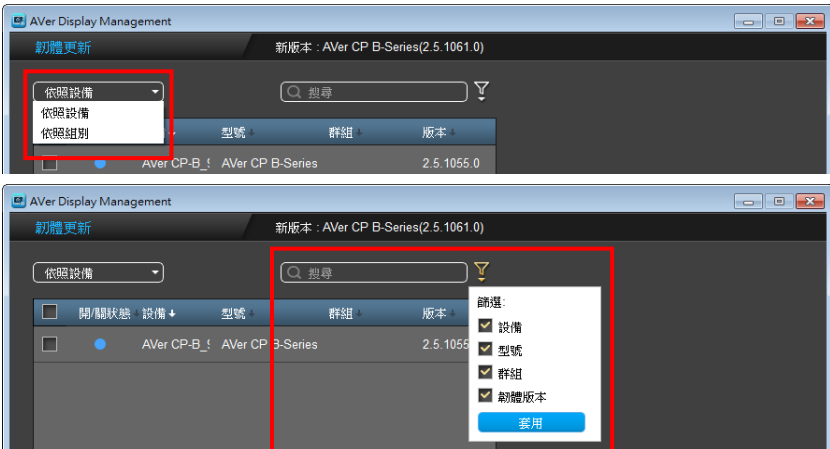 AVer Display Management
韌體更新 新版本 : AVer CP B-Series(2.5.1061.0)
依照設備 搜尋
依照設備
依照組別
型號 群組 版本
AVer CP-B_ AVer CP B-Series 2.5.1055.0
AVer Display Management
韌體更新 新版本 : AVer CP B-Series(2.5.1061.0)
依照設備 搜尋
篩選:
開/關狀態 設備 型號 群組 版本
設備
AVer CP-B_ AVer CP B-Series 2.5.1055
型號
群組
韌體版本
套用